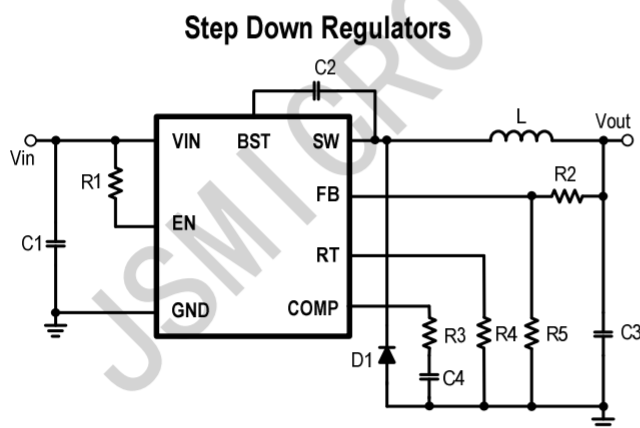 Step Down Regulators
JSMICRO
C2
L
Vout
Vin
VIN
BST
SW
R1
FB
R2
EN
C1
RT
GND
COMP
R3
R4
R5
C3
D1
C4